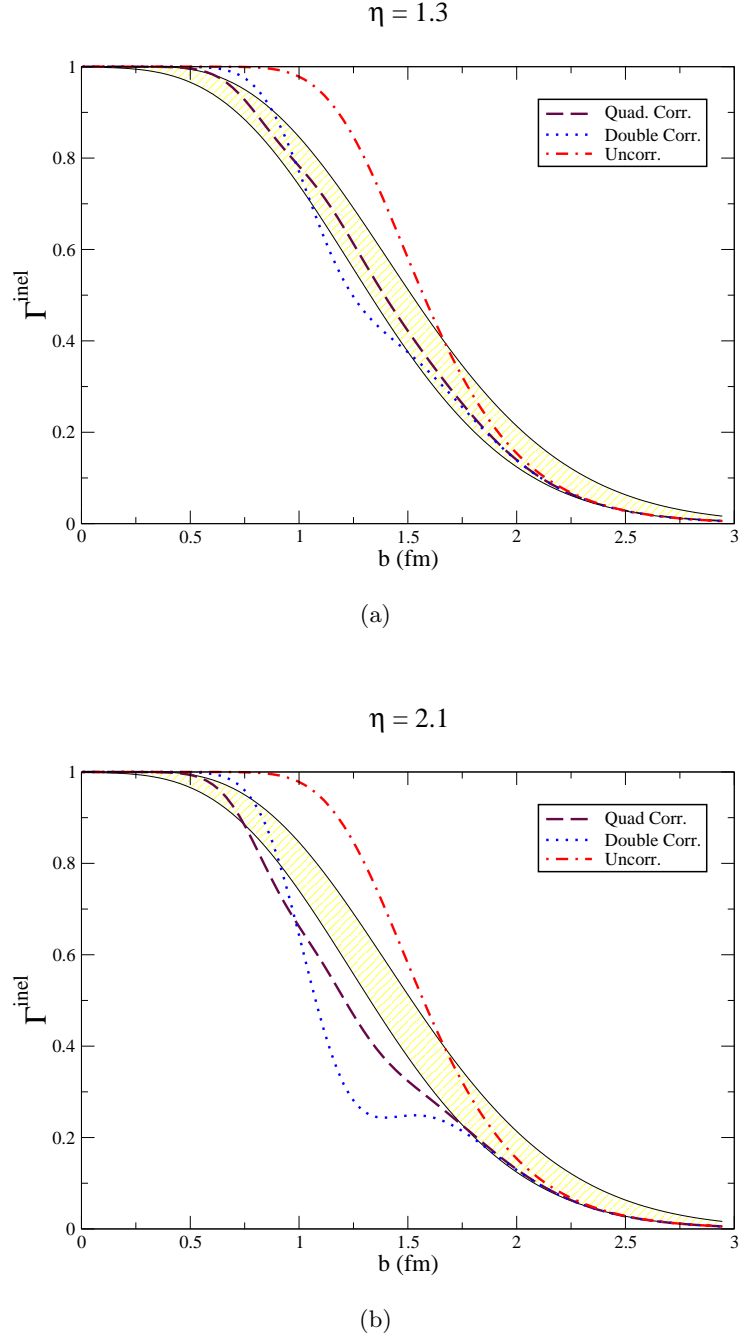 η = 1.3
1
0.8
0.6
0.4
0.2
0
Γ^inel
Quad. Corr.
Double Corr.
Uncorr.
0 0.5 1 1.5 2 2.5 3
b (fm)
(a)
η = 2.1
1
0.8
0.6
0.4
0.2
0
Γ^inel
Quad Corr.
Double Corr.
Uncorr.
0 0.5 1 1.5 2 2.5 3
b (fm)
(b)